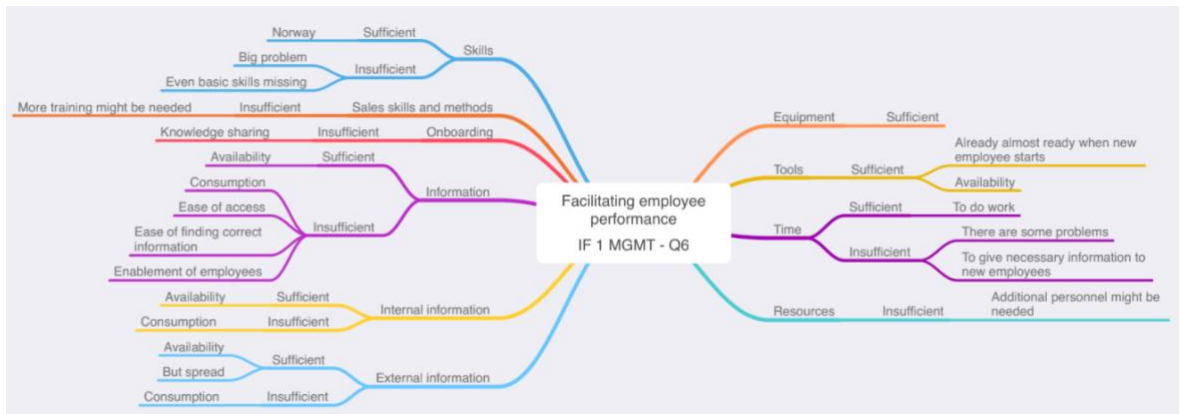 Norway
Sufficient
Skills
Big problem
Insufficient
Even basic skills missing
More training might be needed
Insufficient
Sales skills and methods
Knowledge sharing
Insufficient
Onboarding
Availability
Sufficient
Information
Consumption
Ease of access
Insufficient
Ease of finding correct
information
Enablement of employees
Availability
Sufficient
Internal information
Consumption
Insufficient
Availability
Sufficient
But spread
External information
Consumption
Insufficient
Facilitating employee
performance
IF 1 MGMT - Q6
Equipment
Sufficient
Tools
Sufficient
Already almost ready when new
employee starts
Availability
Time
Sufficient
To do work
Insufficient
There are some problems
To give necessary information to
new employees
Resources
Insufficient
Additional personnel might be
needed